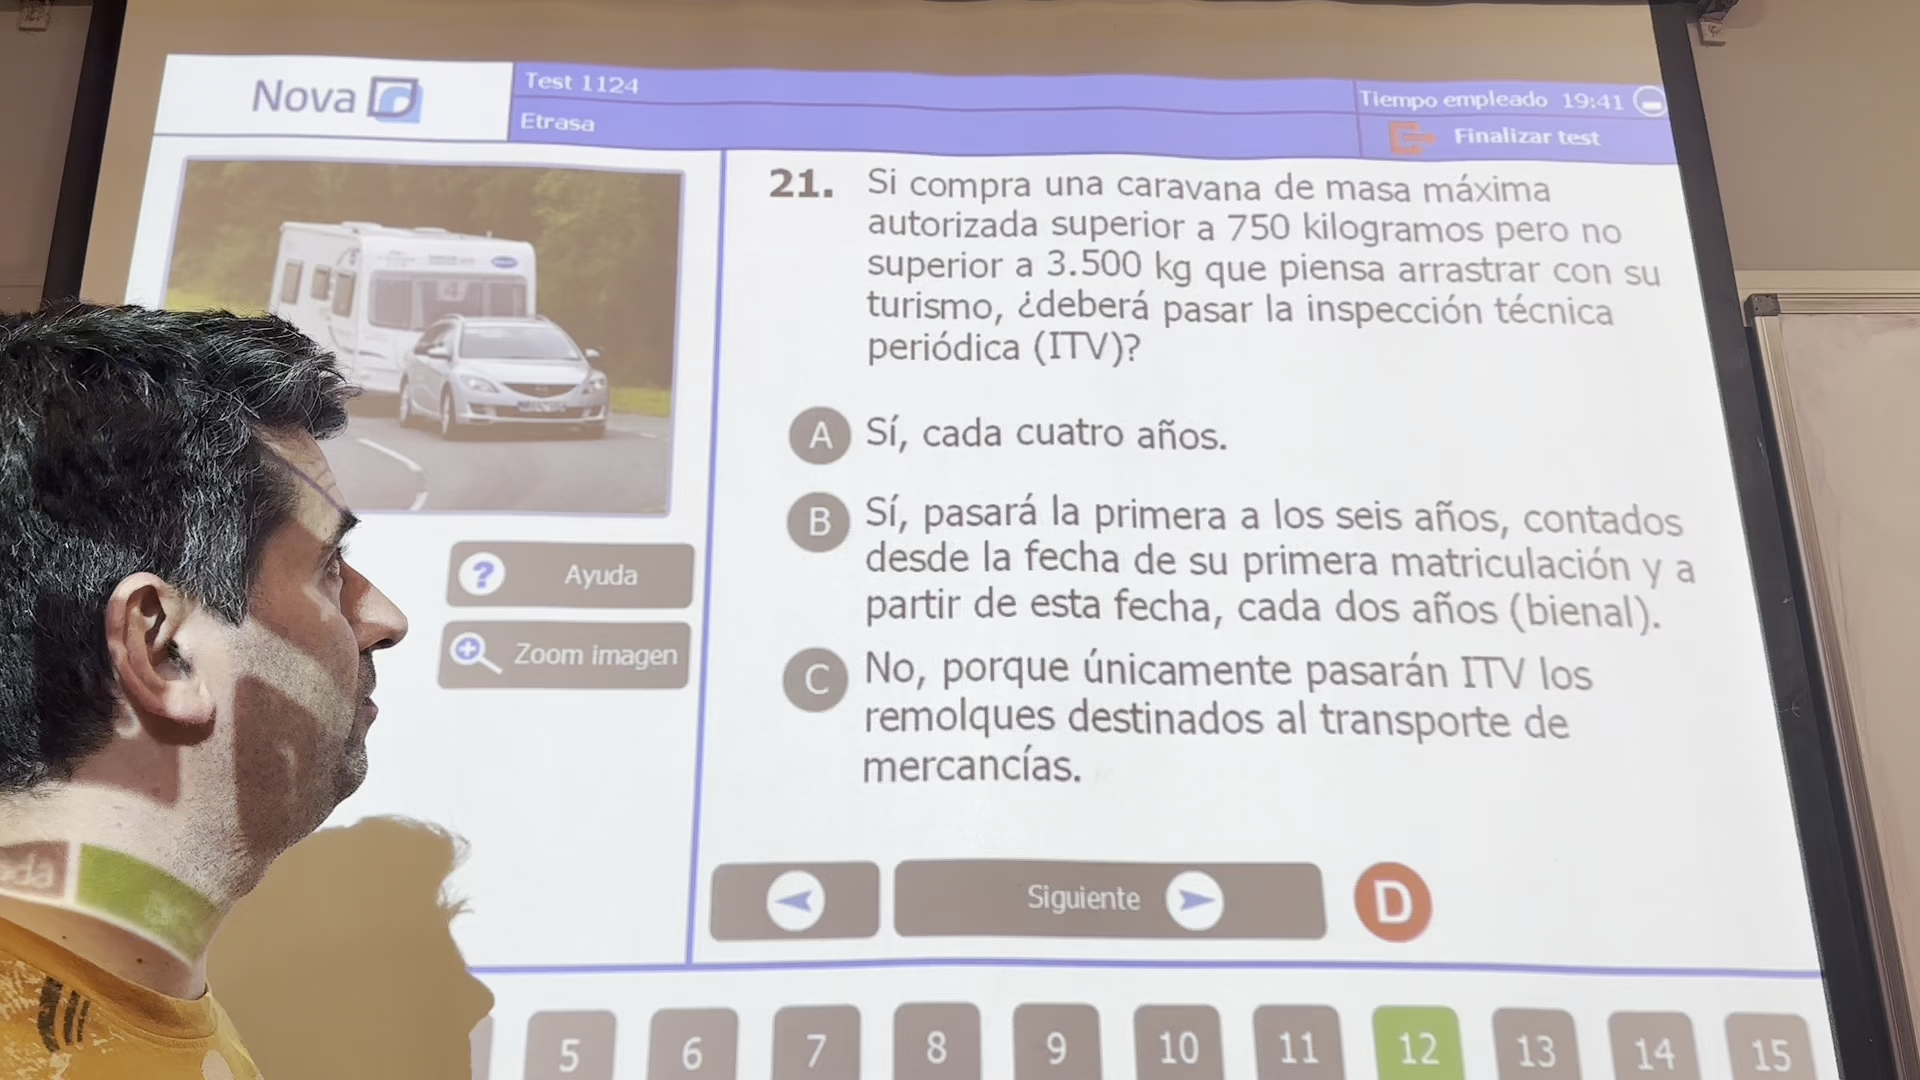 Nova
Test 1124
Etrasa
Tiempo empleado 19:41
Finalizar test
21. Si compra una caravana de masa máxima
autorizada superior a 750 kilogramos pero no
superior a 3.500 kg que piensa arrastrar con su
turismo, ¿deberá pasar la inspección técnica
periódica (ITV)?
A Sí, cada cuatro años.
B Sí, pasará la primera a los seis años, contados
desde la fecha de su primera matriculación y a
partir de esta fecha, cada dos años (bienal).
C No, porque únicamente pasarán ITV los
remolques destinados al transporte de
mercancías.
? Ayuda
Zoom imagen
Siguiente
D
5 6 7 8 9 10 11 12 13 14 15